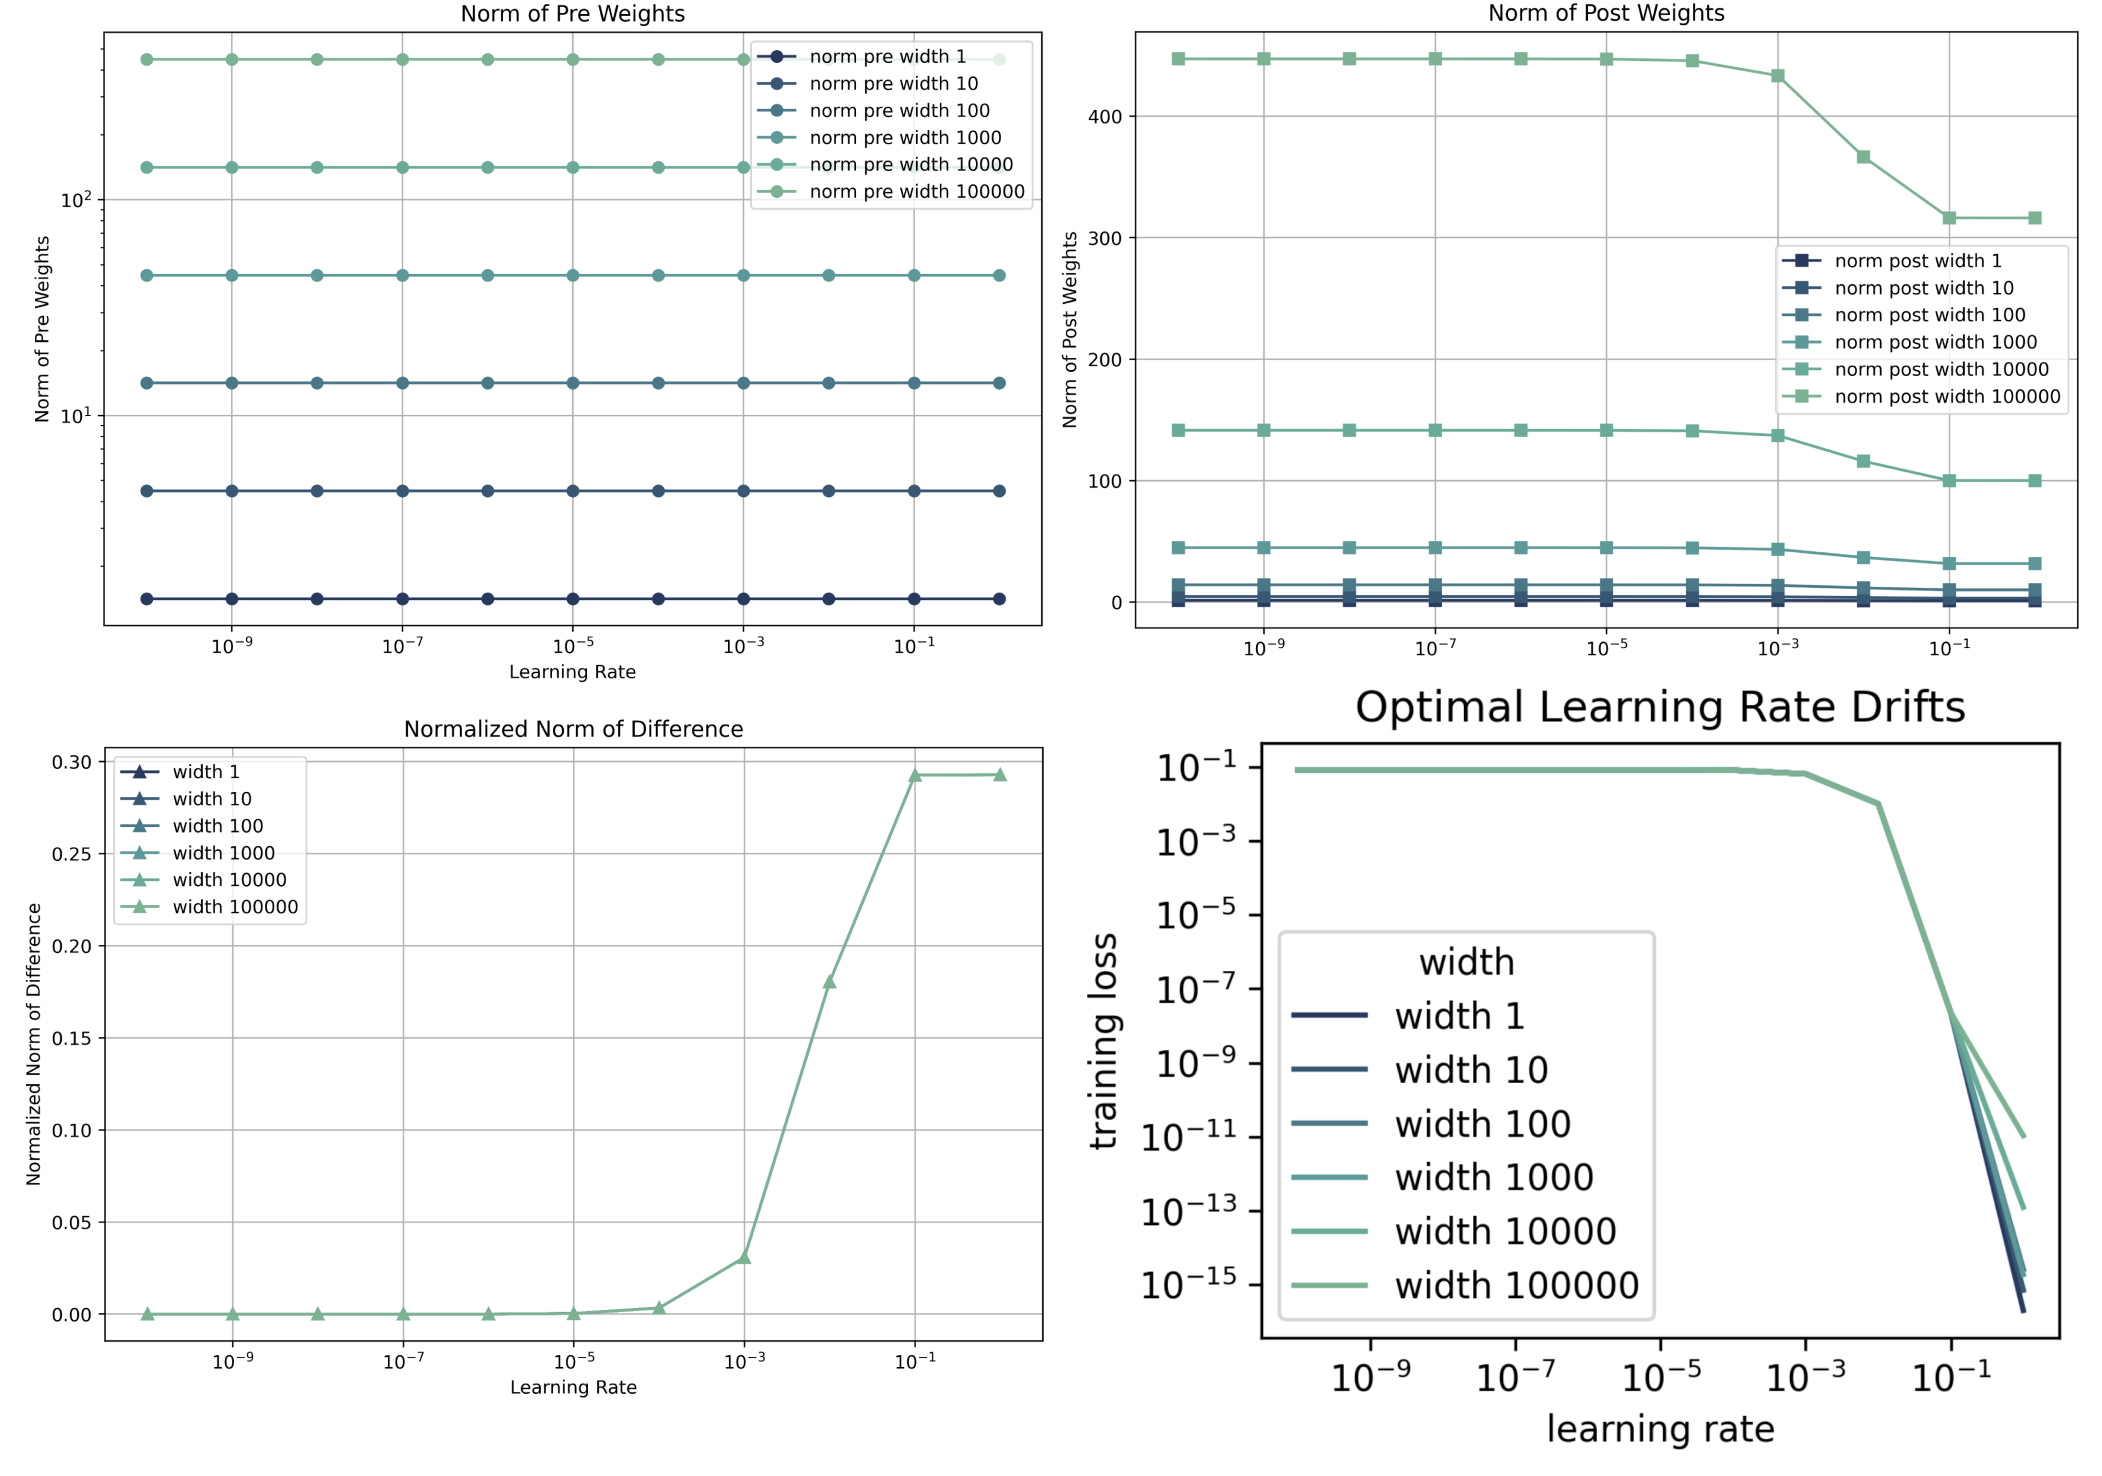 Norm of Pre Weights
Norm of Pre Weights
10²
10¹
norm pre width 1
norm pre width 10
norm pre width 100
norm pre width 1000
norm pre width 10000
norm pre width 100000
10⁻⁹ 10⁻⁷ 10⁻⁵ 10⁻³ 10⁻¹
Learning Rate
Norm of Post Weights
Norm of Post Weights
400
300
200
100
0
norm post width 1
norm post width 10
norm post width 100
norm post width 1000
norm post width 10000
norm post width 100000
10⁻⁹ 10⁻⁷ 10⁻⁵ 10⁻³ 10⁻¹
Normalized Norm of Difference
Normalized Norm of Difference
0.30
0.25
0.20
0.15
0.10
0.05
0.00
width 1
width 10
width 100
width 1000
width 10000
width 100000
10⁻⁹ 10⁻⁷ 10⁻⁵ 10⁻³ 10⁻¹
Learning Rate
Optimal Learning Rate Drifts
training loss
10⁻¹
10⁻³
10⁻⁵
10⁻⁷
10⁻⁹
10⁻¹¹
10⁻¹³
10⁻¹⁵
width
width 1
width 10
width 100
width 1000
width 10000
width 100000
10⁻⁹ 10⁻⁷ 10⁻⁵ 10⁻³ 10⁻¹
learning rate